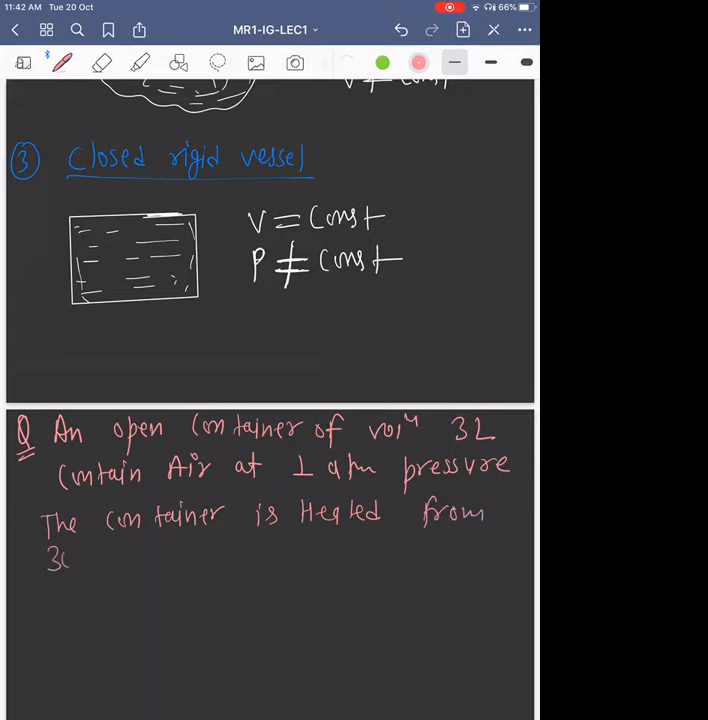 11:42 AM Tue 20 Oct
66%
MR1-IG-LEC1
③ Closed rigid vessel
V = Const
P ≠ Const
Q An open Container of volm 3L
Contain Air at 1 atm pressure
The container is Heated from